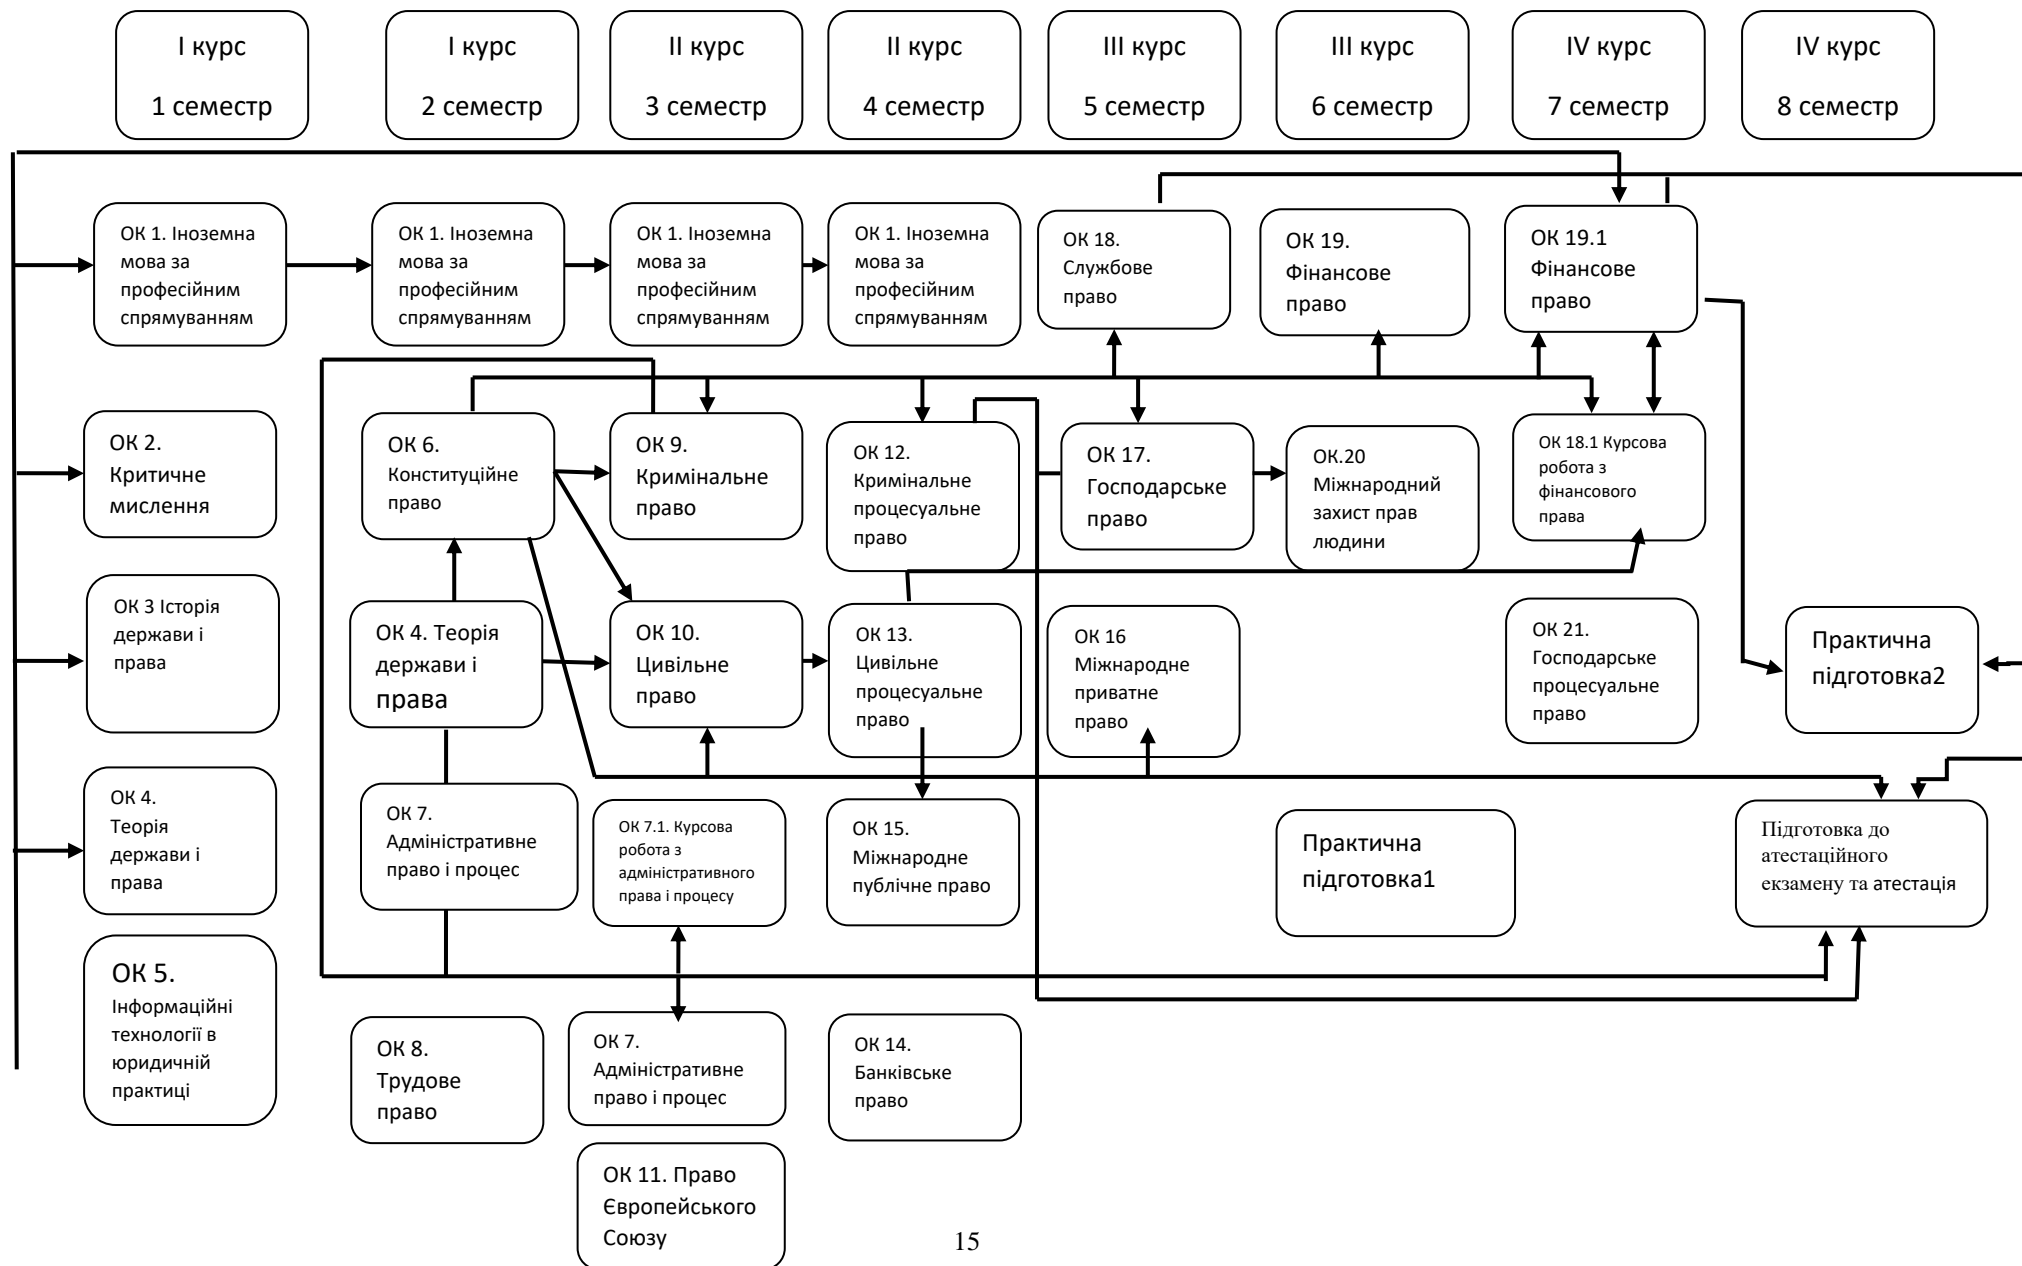 І курс
1 семестр
І курс
2 семестр
ІІ курс
3 семестр
ІІ курс
4 семестр
ІІІ курс
5 семестр
ІІІ курс
6 семестр
IV курс
7 семестр
IV курс
8 семестр
ОК 1. Іноземна
мова за
професійним
спрямуванням
ОК 1. Іноземна
мова за
професійним
спрямуванням
ОК 1. Іноземна
мова за
професійним
спрямуванням
ОК 1. Іноземна
мова за
професійним
спрямуванням
ОК 18.
Службове
право
ОК 19.
Фінансове
право
ОК 19.1
Фінансове
право
ОК 2.
Критичне
мислення
ОК 6.
Конституційне
право
ОК 9.
Кримінальне
право
ОК 12.
Кримінальне
процесуальне
право
ОК 17.
Господарське
право
ОК.20
Міжнародний
захист прав
людини
ОК 18.1 Курсова
робота з
фінансового
права
ОК 3 Історія
держави і
права
ОК 4. Теорія
держави і
права
ОК 10.
Цивільне
право
ОК 13.
Цивільне
процесуальне
право
ОК 16
Міжнародне
приватне
право
ОК 21.
Господарське
процесуальне
право
Практична
підготовка2
ОК 4.
Теорія
держави і
права
ОК 7.
Адміністративне
право і процес
ОК 7.1. Курсова
робота з
адміністративного
права і процесу
ОК 15.
Міжнародне
публічне право
Практична
підготовка1
Підготовка до
атестаційного
екзамену та атестація
ОК 5.
Інформаційні
технології в
юридичній
практиці
ОК 8.
Трудове
право
ОК 7.
Адміністративне
право і процес
ОК 14.
Банківське
право
ОК 11. Право
Європейського
Союзу
15